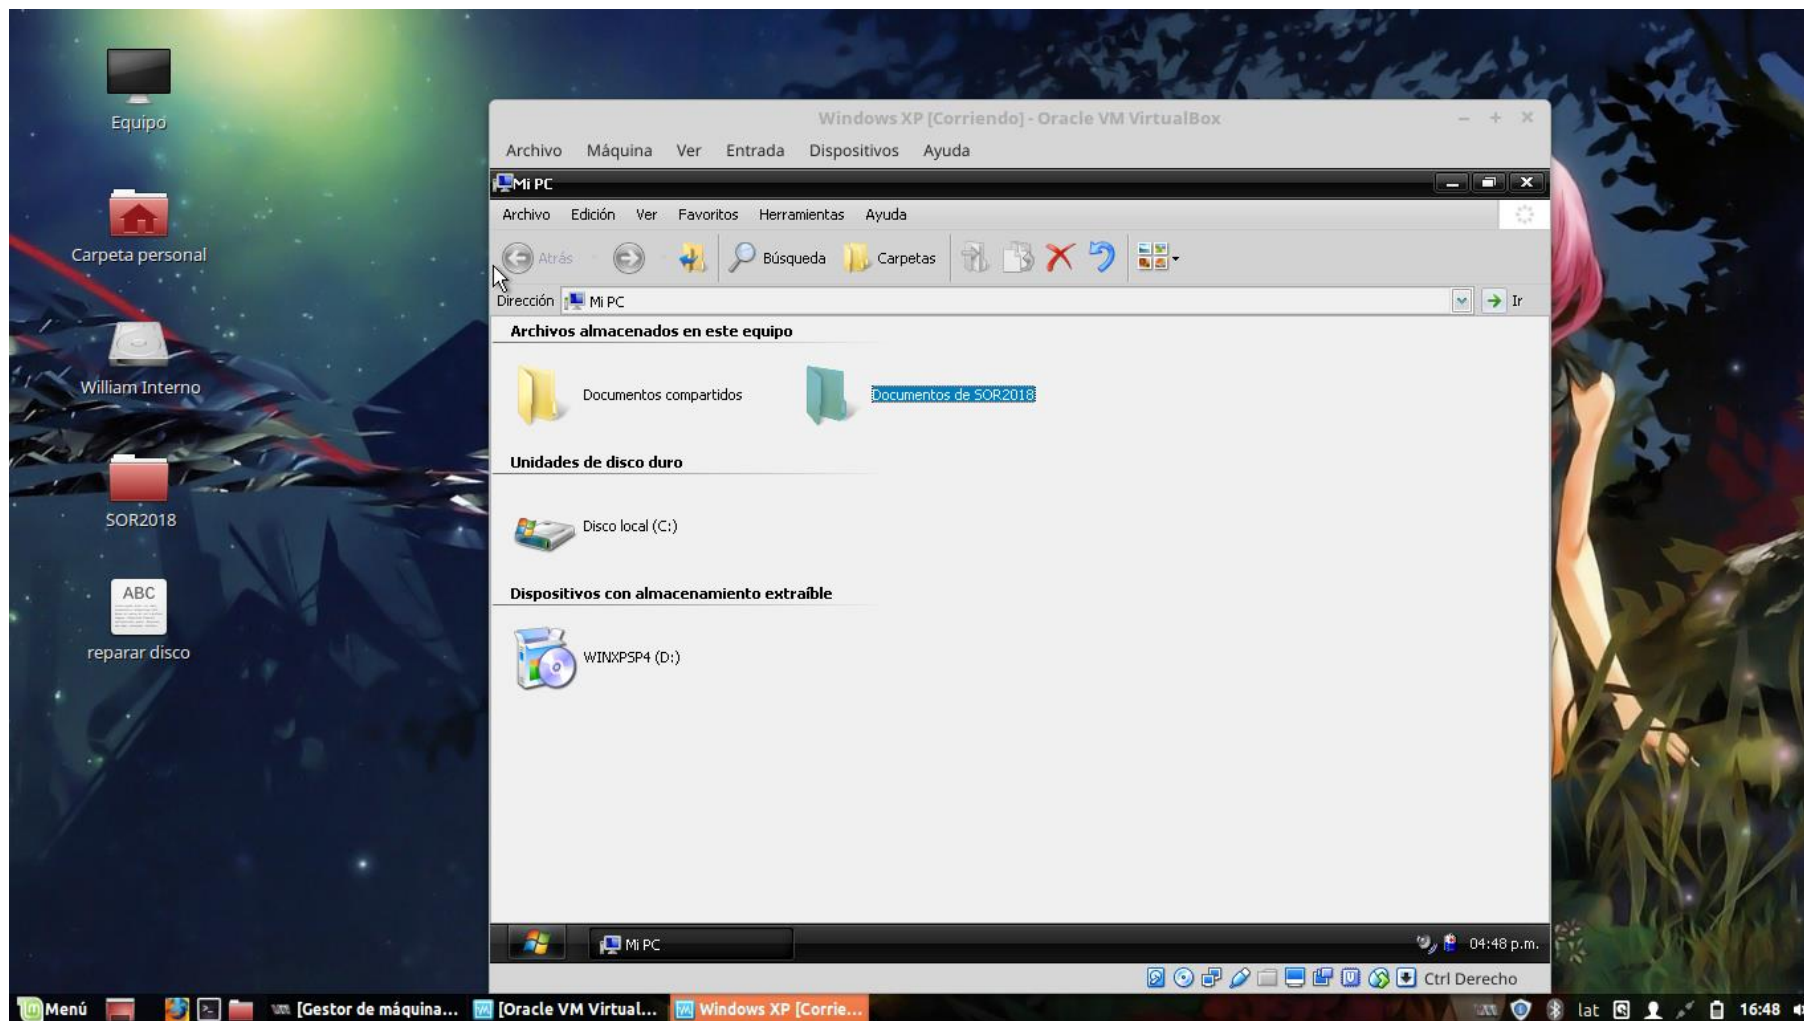 Equipo
Carpeta personal
William Interno
SOR2018
ABC
reparar disco
Windows XP [Corriendo] - Oracle VM VirtualBox
Archivo Máquina Ver Entrada Dispositivos Ayuda
Mi PC
Archivo Edición Ver Favoritos Herramientas Ayuda
Atrás Búsqueda Carpetas
Dirección Mi PC Ir
Archivos almacenados en este equipo
Documentos compartidos Documentos de SOR2018
Unidades de disco duro
Disco local (C:)
Dispositivos con almacenamiento extraíble
WINXPSP4 (D:)
Mi PC 04:48 p.m.
Ctrl Derecho
Menú [Gestor de máquina... [Oracle VM Virtual... Windows XP [Corrie... lat 16:48